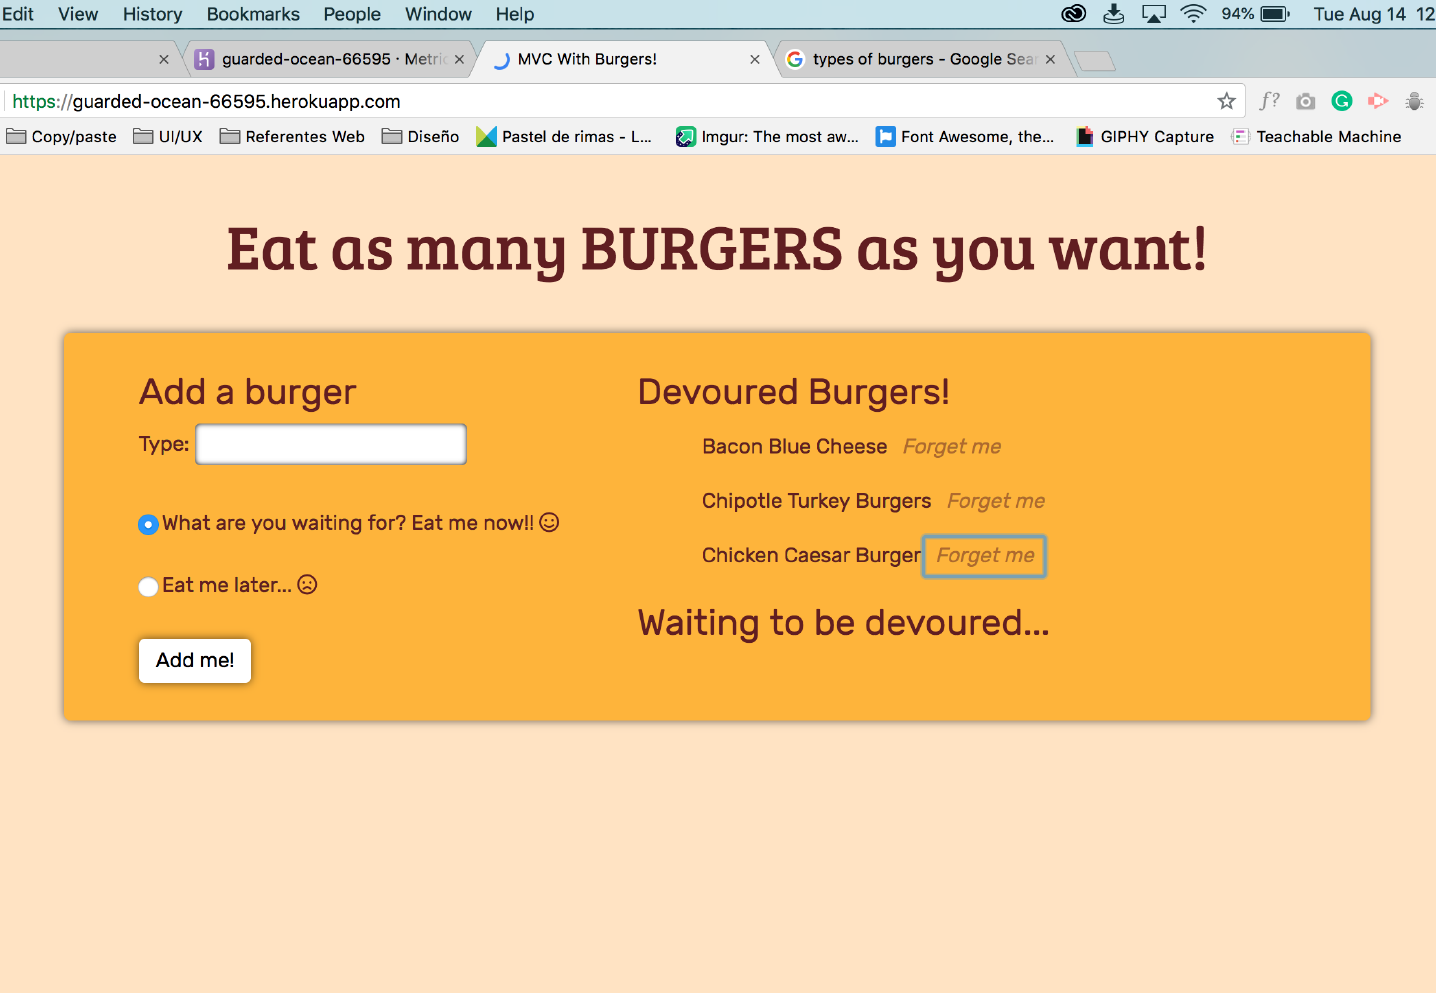 Edit View History Bookmarks People Window Help 94% Tue Aug 14 12
guarded-ocean-66595 · Metric MVC With Burgers! types of burgers - Google Sear
https://guarded-ocean-66595.herokuapp.com f?
Copy/paste UI/UX Referentes Web Diseño Pastel de rimas - L... Imgur: The most aw... Font Awesome, the... GIPHY Capture Teachable Machine
Eat as many BURGERS as you want!
Add a burger
Type:
What are you waiting for? Eat me now!!
Eat me later...
Add me!
Devoured Burgers!
Bacon Blue Cheese Forget me
Chipotle Turkey Burgers Forget me
Chicken Caesar Burger Forget me
Waiting to be devoured...